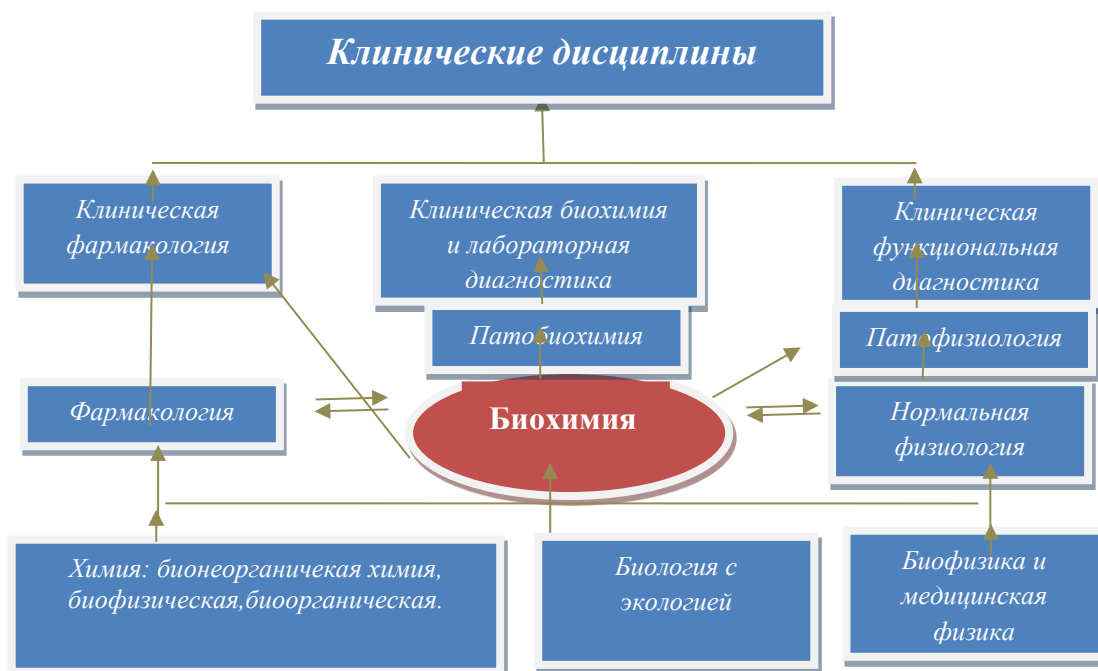 Клинические дисциплины
Клиническая
фармакология
Клиническая биохимия
и лабораторная
диагностика
Клиническая
функциональная
диагностика
Патобиохимия
Патофизиология
Фармакология
Биохимия
Нормальная
физиология
Химия: бионеорганичекая химия,
биофизическая,биоорганическая.
Биология с
экологией
Биофизика и
медицинская
физика